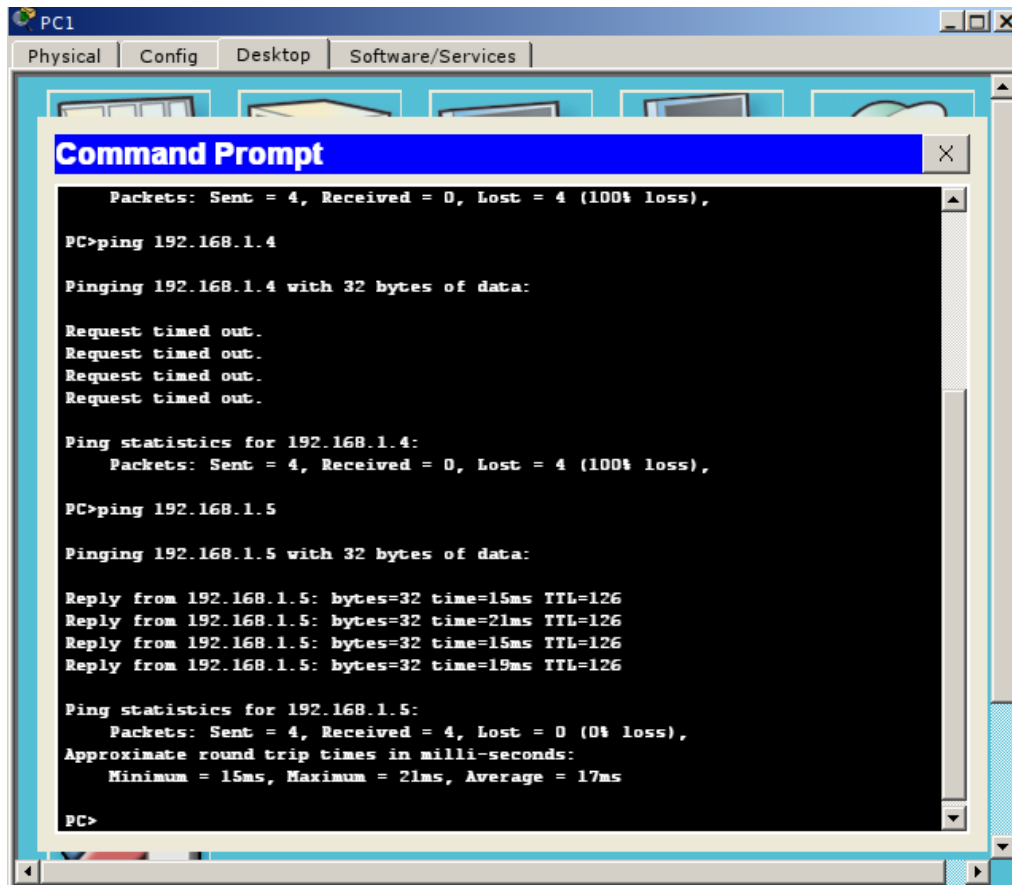 PC1
Physical Config Desktop Software/Services
Command Prompt X
Packets: Sent = 4, Received = 0, Lost = 4 (100% loss),
PC>ping 192.168.1.4
Pinging 192.168.1.4 with 32 bytes of data:
Request timed out.
Request timed out.
Request timed out.
Request timed out.
Ping statistics for 192.168.1.4:
Packets: Sent = 4, Received = 0, Lost = 4 (100% loss),
PC>ping 192.168.1.5
Pinging 192.168.1.5 with 32 bytes of data:
Reply from 192.168.1.5: bytes=32 time=15ms TTL=126
Reply from 192.168.1.5: bytes=32 time=21ms TTL=126
Reply from 192.168.1.5: bytes=32 time=15ms TTL=126
Reply from 192.168.1.5: bytes=32 time=19ms TTL=126
Ping statistics for 192.168.1.5:
Packets: Sent = 4, Received = 4, Lost = 0 (0% loss),
Approximate round trip times in milli-seconds:
Minimum = 15ms, Maximum = 21ms, Average = 17ms
PC>